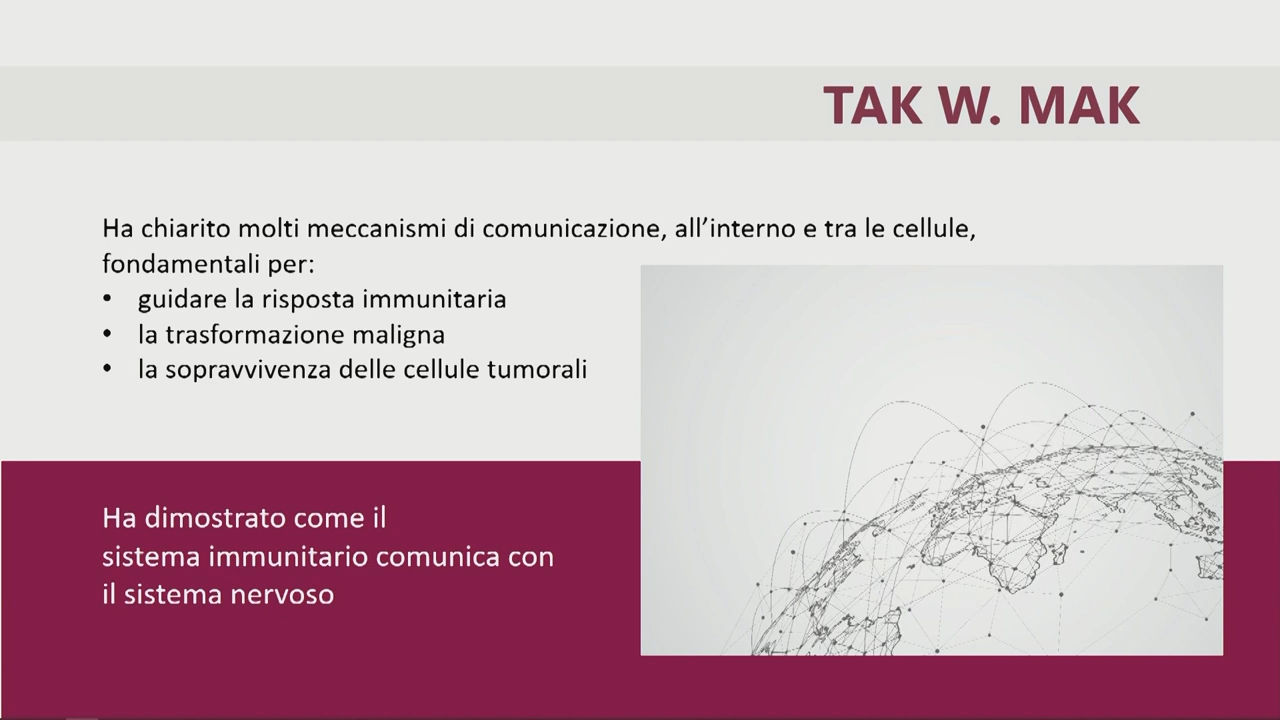 TAK W. MAK
Ha chiarito molti meccanismi di comunicazione, all’interno e tra le cellule,
fondamentali per:
• guidare la risposta immunitaria
• la trasformazione maligna
• la sopravvivenza delle cellule tumorali
Ha dimostrato come il
sistema immunitario comunica con
il sistema nervoso